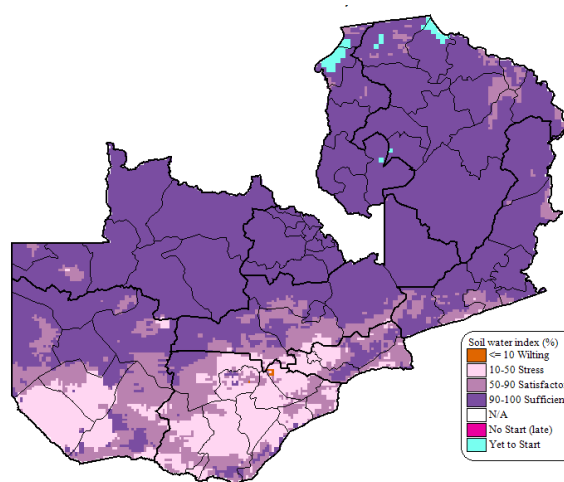 Soil water index (%)
<= 10 Wilting
10-50 Stress
50-90 Satisfacto
90-100 Sufficien
N/A
No Start (late)
Yet to Start